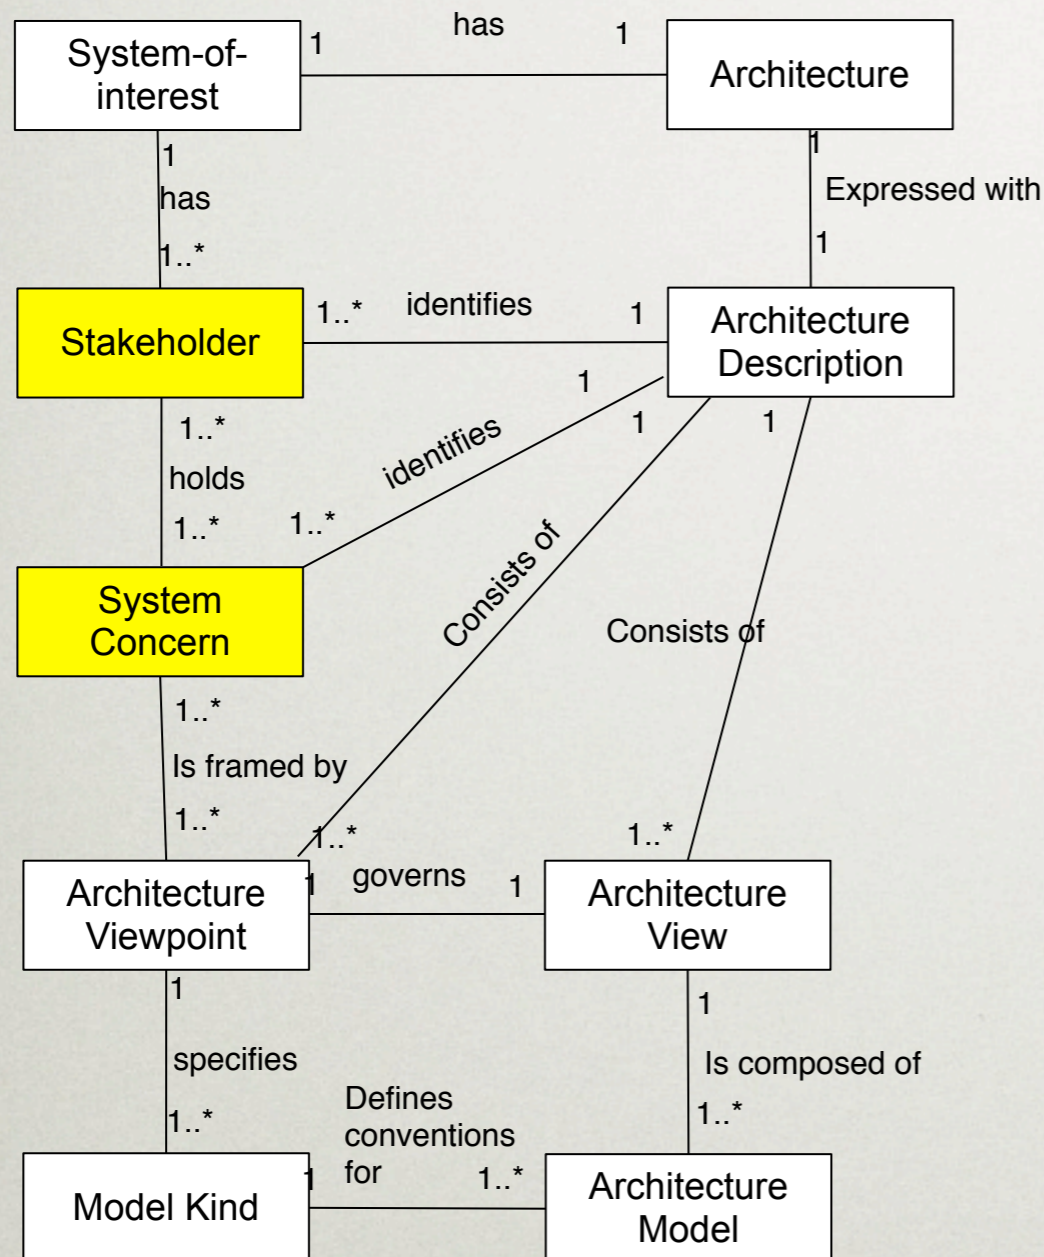 has
System-of-
interest
1
1
Architecture
1
has
1..*
1
Expressed with
1
Stakeholder
1..*
identifies
1
Architecture
Description
1..*
holds
1..*
1..*
identifies
1
1
1
System
Concern
Consists of
Consists of
1..*
Is framed by
1..*
1..*
1..*
Architecture
Viewpoint
1
governs
1
Architecture
View
1
specifies
1..*
1
Is composed of
1..*
Model Kind
1
Defines
conventions
for
1..*
Architecture
Model